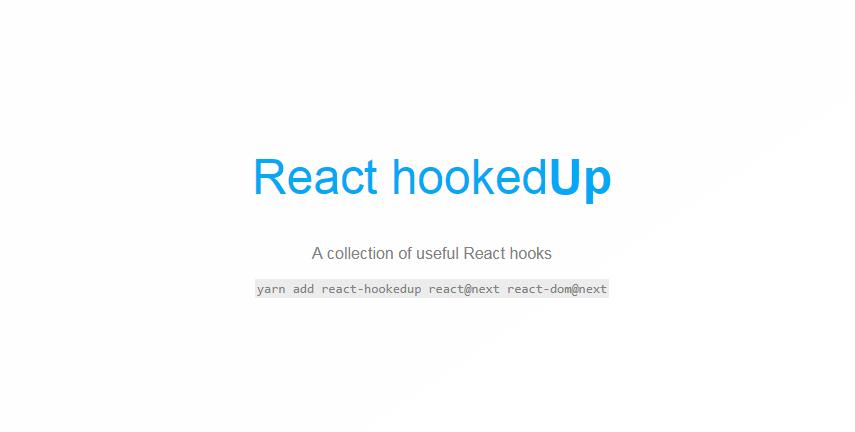 React hookedUp
A collection of useful React hooks
yarn add react-hookedup react@next react-dom@next